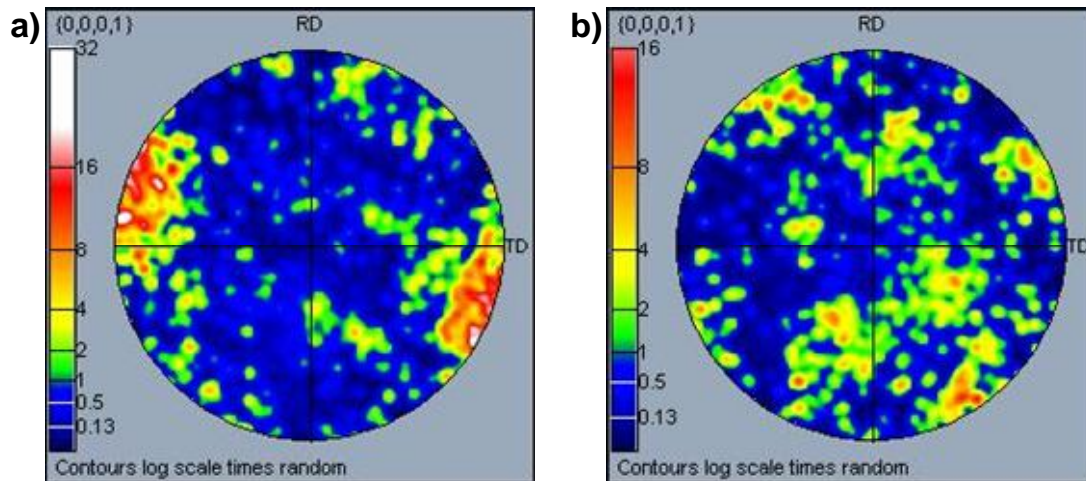 a)
{0,0,0,1} RD
32
16
8
4
2
1
0.5
0.13
TD
Contours log scale times random
b)
{0,0,0,1} RD
16
8
4
2
1
0.5
0.13
TD
Contours log scale times random